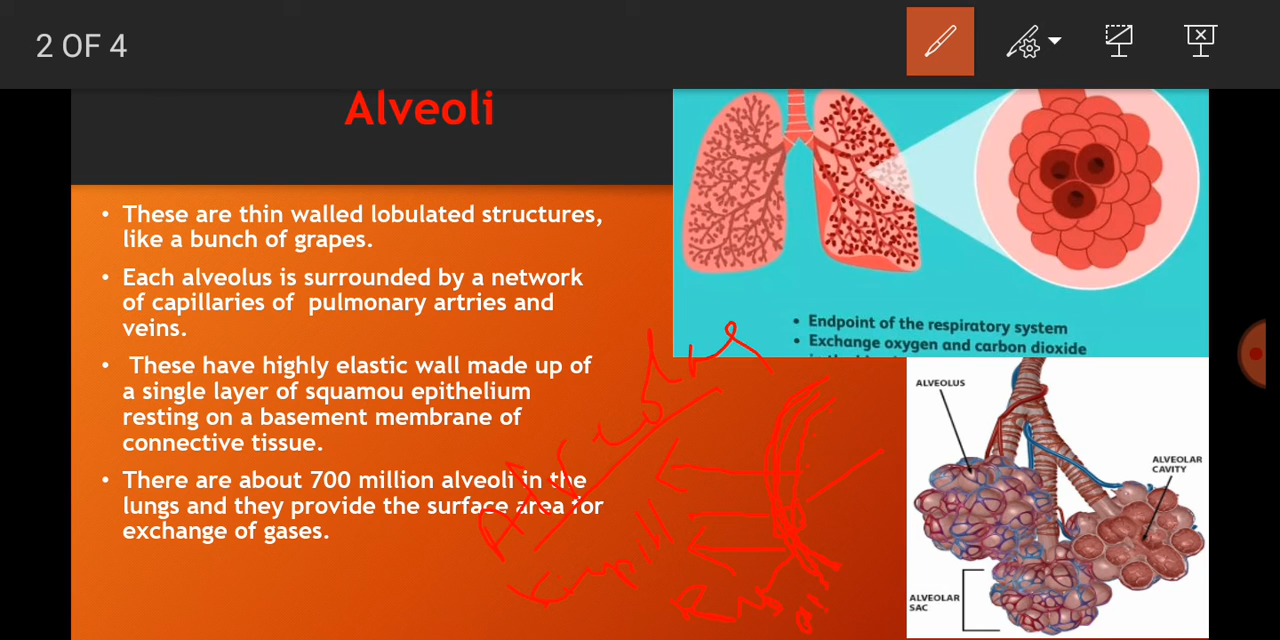 2 OF 4
Alveoli
• These are thin walled lobulated structures,
like a bunch of grapes.
• Each alveolus is surrounded by a network
of capillaries of pulmonary artries and
veins.
• These have highly elastic wall made up of
a single layer of squamou epithelium
resting on a basement membrane of
connective tissue.
• There are about 700 million alveoli in the
lungs and they provide the surface area for
exchange of gases.
• Endpoint of the respiratory system
• Exchange oxygen and carbon dioxide
ALVEOLUS
ALVEOLAR
CAVITY
ALVEOLAR
SAC